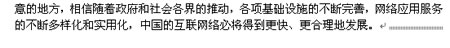 意的地方，相信随着政府和社会各界的推动，各项基础设施的不断完善，网络应用服务
的不断多样化和实用化，中国的互联网络必将得到更快、更合理地发展。